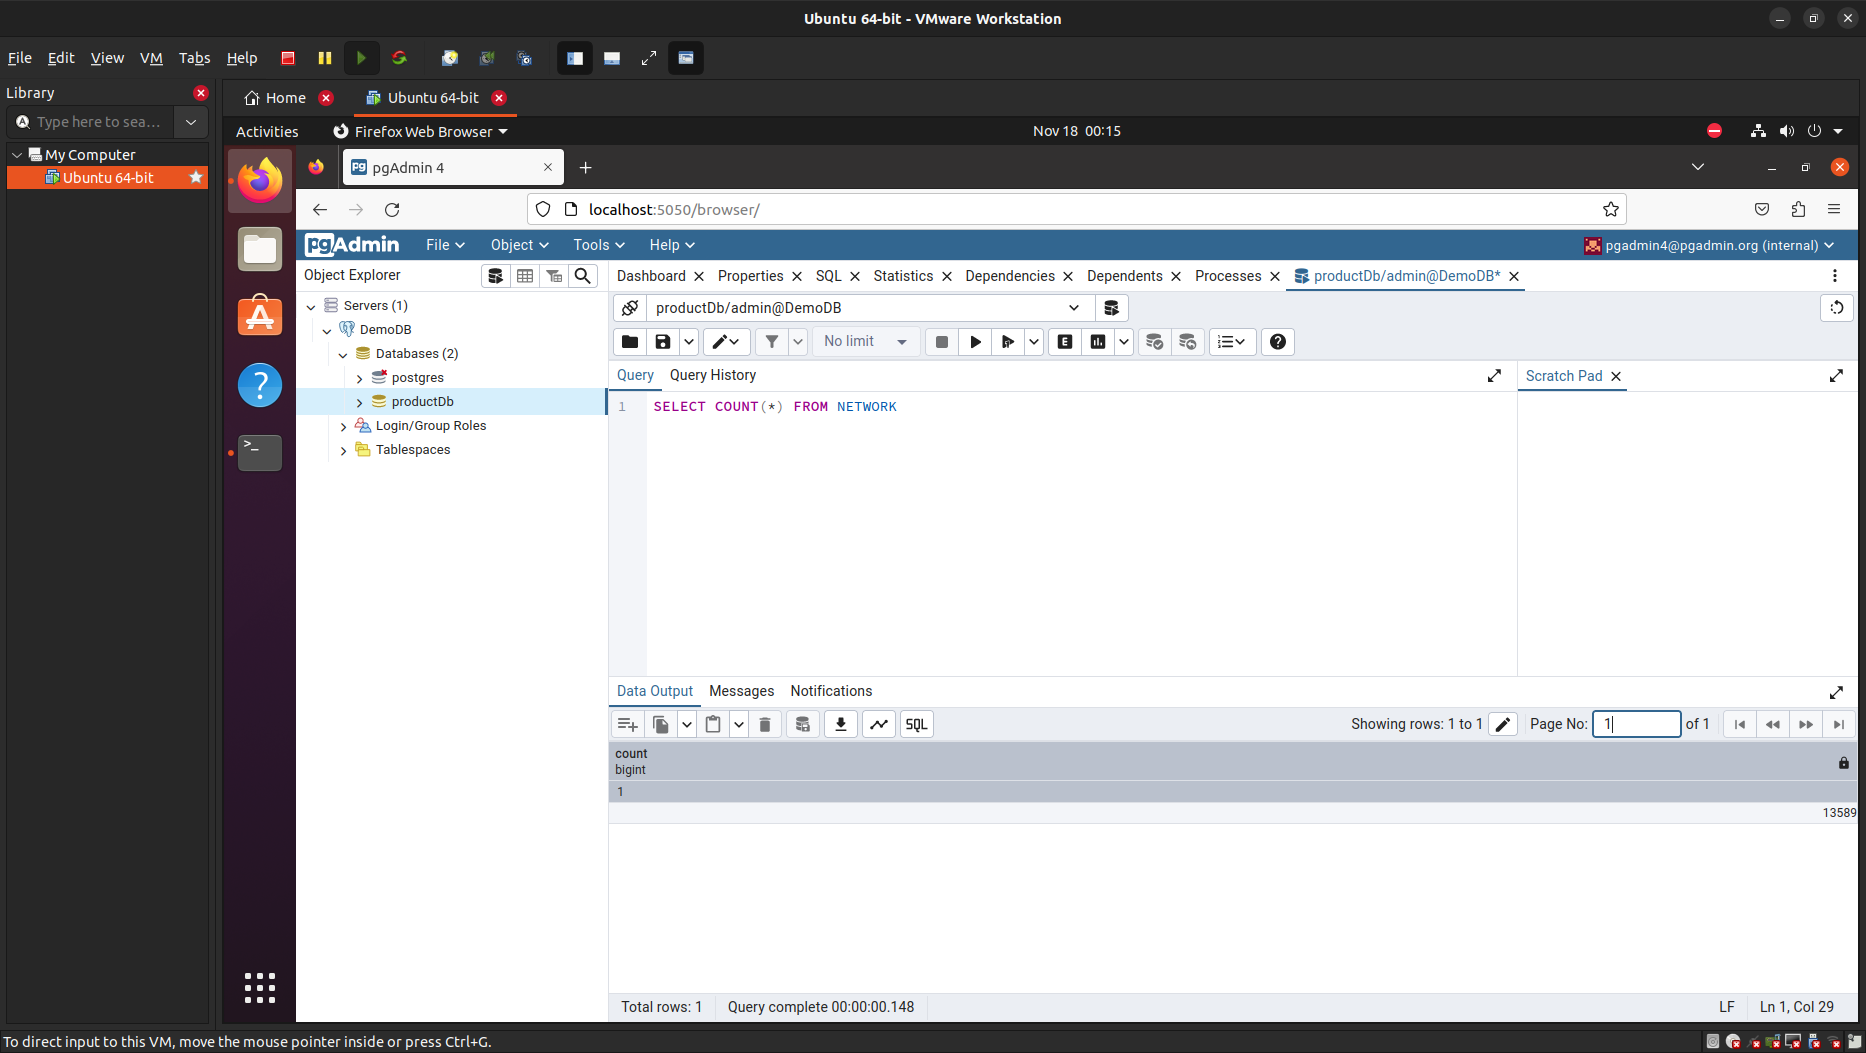 Ubuntu 64-bit - VMware Workstation
File Edit View VM Tabs Help
Library
Home
Ubuntu 64-bit
Type here to sea...
Activities
Firefox Web Browser
Nov 18 00:15
My Computer
Ubuntu 64-bit
pgAdmin 4
localhost:5050/browser/
pgAdmin
File
Object
Tools
Help
pgadmin4@pgadmin.org (internal)
Object Explorer
Dashboard
Properties
SQL
Statistics
Dependencies
Dependents
Processes
productDb/admin@DemoDB*
Servers (1)
DemoDB
Databases (2)
postgres
productDb
Login/Group Roles
Tablespaces
productDb/admin@DemoDB
No limit
E
Query
Query History
Scratch Pad
1 SELECT COUNT(*) FROM NETWORK
Data Output
Messages
Notifications
SQL
Showing rows: 1 to 1
Page No: 1 of 1
count
bigint
1
13589
Total rows: 1
Query complete 00:00:00.148
LF
Ln 1, Col 29
To direct input to this VM, move the mouse pointer inside or press Ctrl+G.